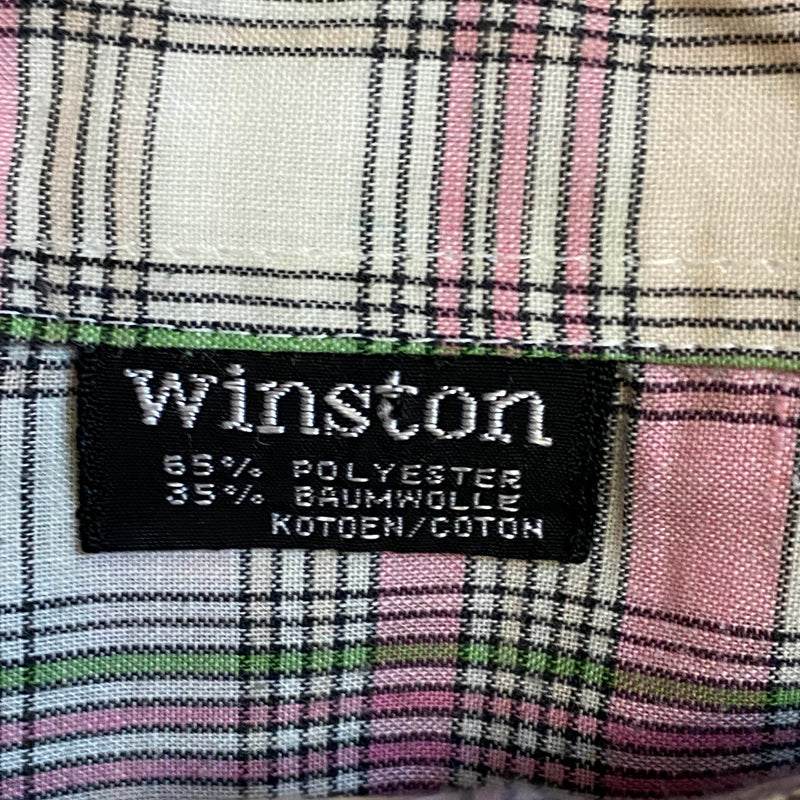 winston
65% POLYESTER
35% BAUMWOLLE
KOTOEN/COTON